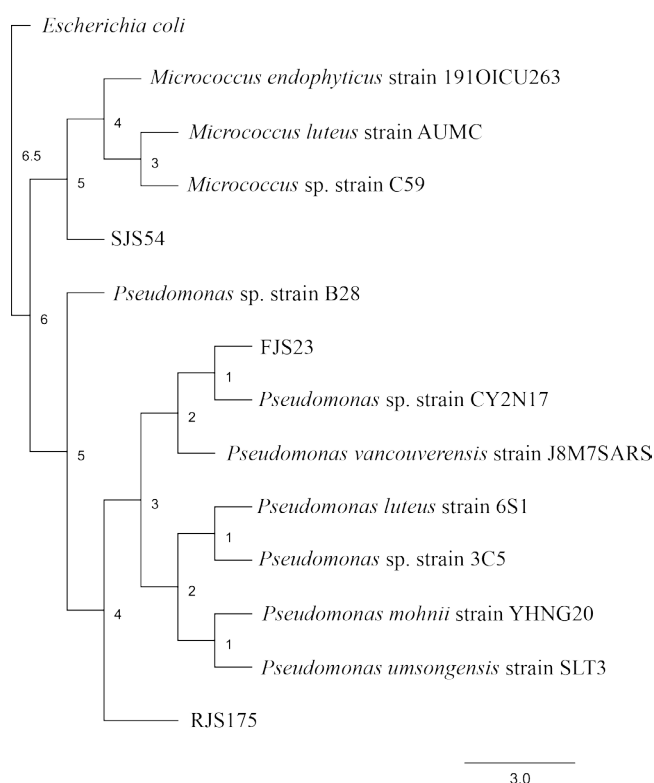 Escherichia coli
Micrococcus endophyticus strain 191OICU263
4
Micrococcus luteus strain AUMC
6.5
3
5
Micrococcus sp. strain C59
SJS54
Pseudomonas sp. strain B28
6
FJS23
1
Pseudomonas sp. strain CY2N17
2
Pseudomonas vancouverensis strain J8M7SARS
5
3
Pseudomonas luteus strain 6S1
1
Pseudomonas sp. strain 3C5
2
4
Pseudomonas mohnii strain YHNG20
1
Pseudomonas umsongensis strain SLT3
RJS175
3.0